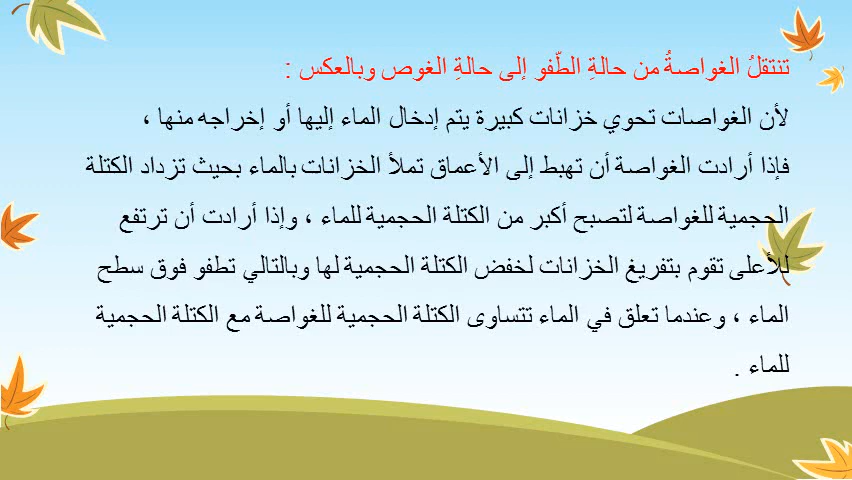 تنتقلُ الغواصةُ من حالةِ الطّفو إلى حالةِ الغوص وبالعكس :
لأن الغواصات تحوي خزانات كبيرة يتم إدخال الماء إليها أو إخراجه منها ،
فإذا أرادت الغواصة أن تهبط إلى الأعماق تملأ الخزانات بالماء بحيث تزداد الكتلة
الحجمية للغواصة لتصبح أكبر من الكتلة الحجمية للماء ، وإذا أرادت أن ترتفع
للأعلى تقوم بتفريغ الخزانات لخفض الكتلة الحجمية لها وبالتالي تطفو فوق سطح
الماء ، وعندما تعلق في الماء تتساوى الكتلة الحجمية للغواصة مع الكتلة الحجمية
للماء .